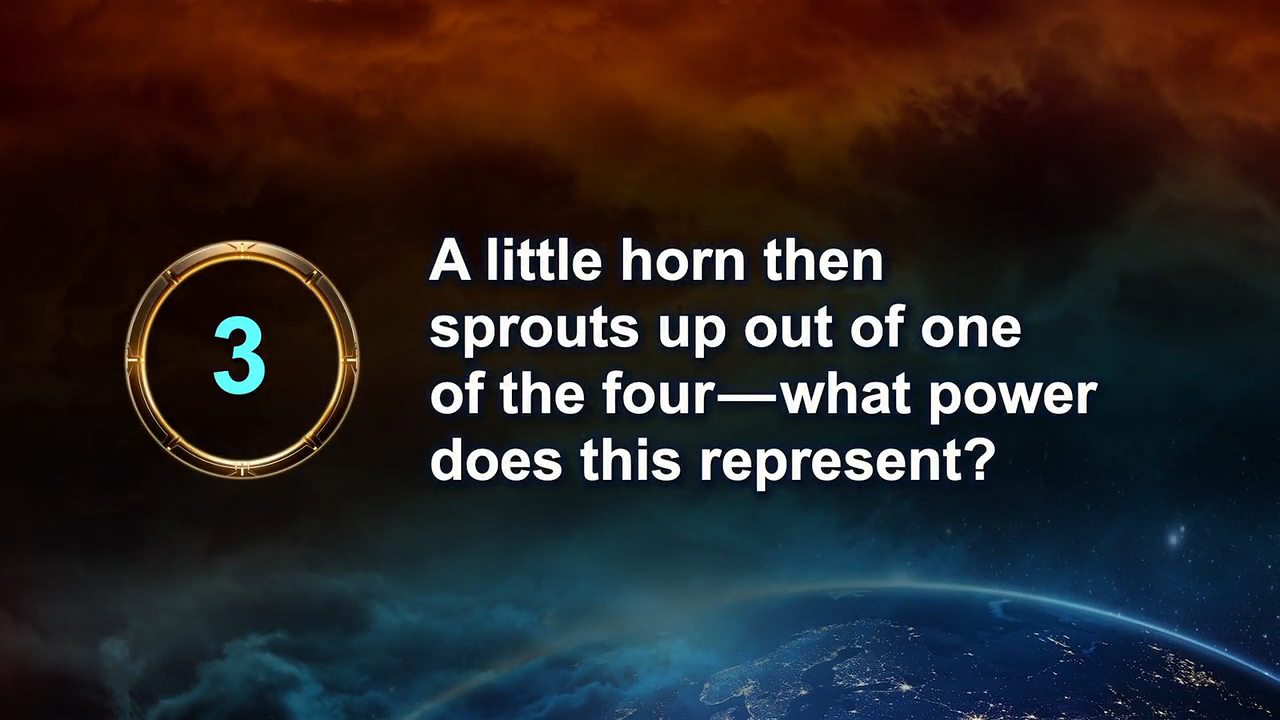 3
A little horn then
sprouts up out of one
of the four—what power
does this represent?